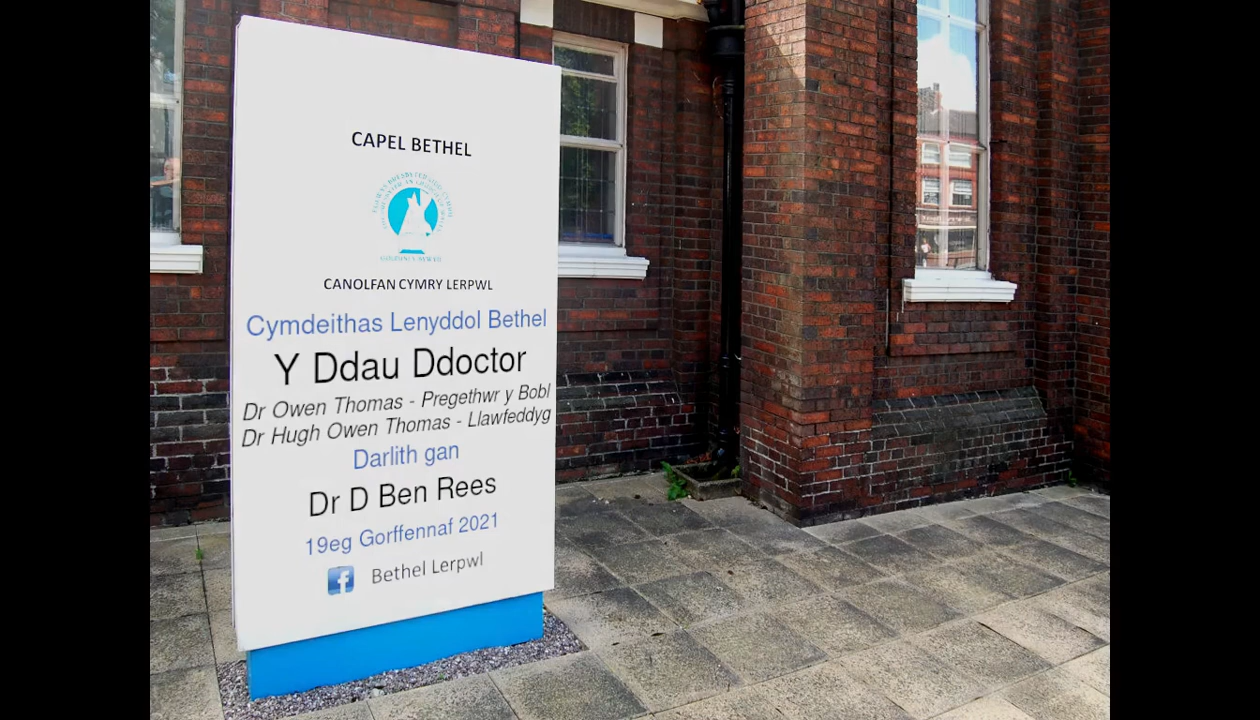 CAPEL BETHEL
CANOLFAN CYMRY LERPWL
Cymdeithas Lenyddol Bethel
Y Ddau Ddoctor
Dr Owen Thomas - Pregethwr y Bobl
Dr Hugh Owen Thomas - Llawfeddyg
Darlith gan
Dr D Ben Rees
19eg Gorffennaf 2021
f Bethel Lerpwl